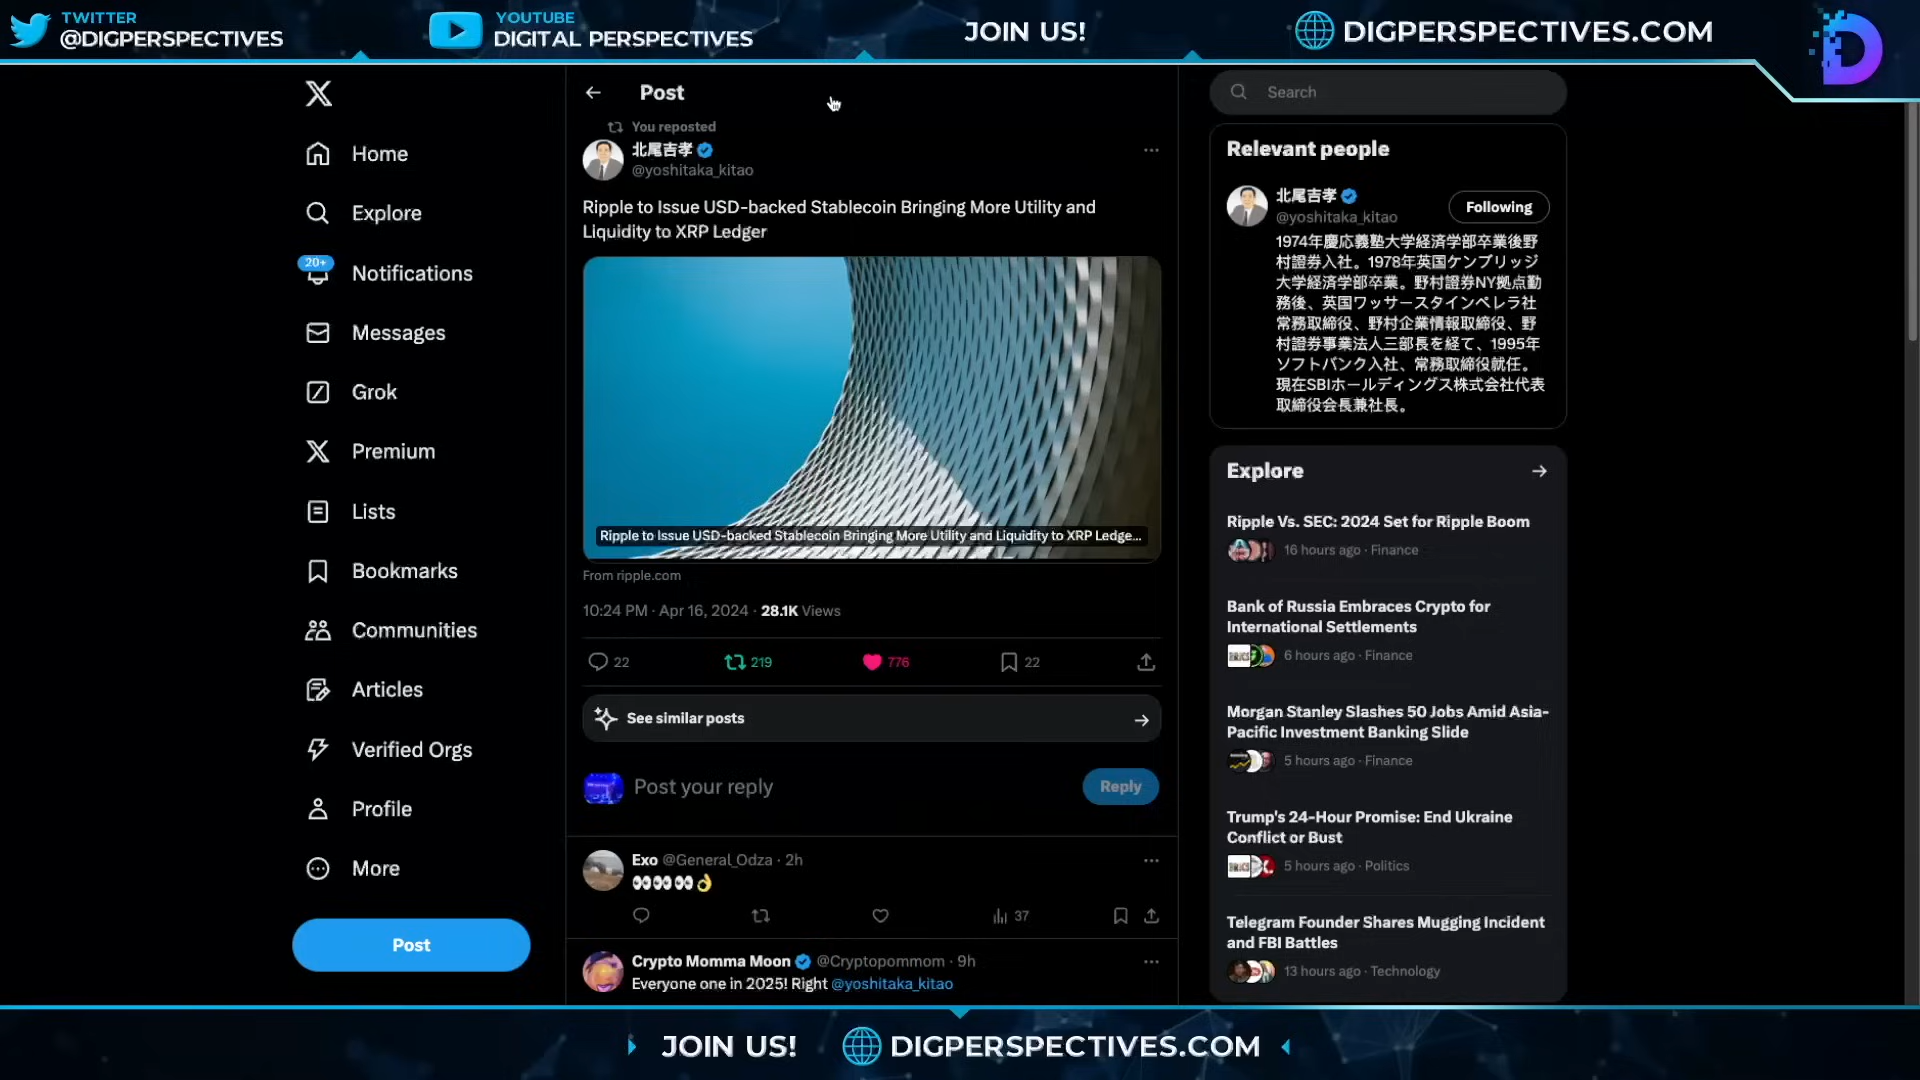 TWITTER
@DIGPERSPECTIVES
YOUTUBE
DIGITAL PERSPECTIVES
JOIN US!
DIGPERSPECTIVES.COM
Home
Explore
20+
Notifications
Messages
Grok
Premium
Lists
Bookmarks
Communities
Articles
Verified Orgs
Profile
More
Post
Post
You reposted
北尾吉孝
@yoshitaka_kitao
Ripple to Issue USD-backed Stablecoin Bringing More Utility and
Liquidity to XRP Ledger
Ripple to Issue USD-backed Stablecoin Bringing More Utility and Liquidity to XRP Ledge...
From ripple.com
10:24 PM · Apr 16, 2024 · 28.1K Views
22
219
776
22
See similar posts
Post your reply
Reply
Exo @General_Odza · 2h
👀👀👀👌
37
Crypto Momma Moon @Cryptopommom · 9h
Everyone one in 2025! Right @yoshitaka_kitao
Search
Relevant people
北尾吉孝
@yoshitaka_kitao
Following
1974年慶応義塾大学経済学部卒業後野
村證券入社。1978年英国ケンブリッジ
大学経済学部卒業。野村證券NY拠点勤
務後、英国ワッサースタインペレラ社
常務取締役、野村企業情報取締役、野
村證券事業法人三部長を経て、1995年
ソフトバンク入社、常務取締役就任。
現在SBIホールディングス株式会社代表
取締役会長兼社長。
Explore
Ripple Vs. SEC: 2024 Set for Ripple Boom
16 hours ago · Finance
Bank of Russia Embraces Crypto for
International Settlements
6 hours ago · Finance
Morgan Stanley Slashes 50 Jobs Amid Asia-
Pacific Investment Banking Slide
5 hours ago · Finance
Trump's 24-Hour Promise: End Ukraine
Conflict or Bust
5 hours ago · Politics
Telegram Founder Shares Mugging Incident
and FBI Battles
13 hours ago · Technology
JOIN US!
DIGPERSPECTIVES.COM